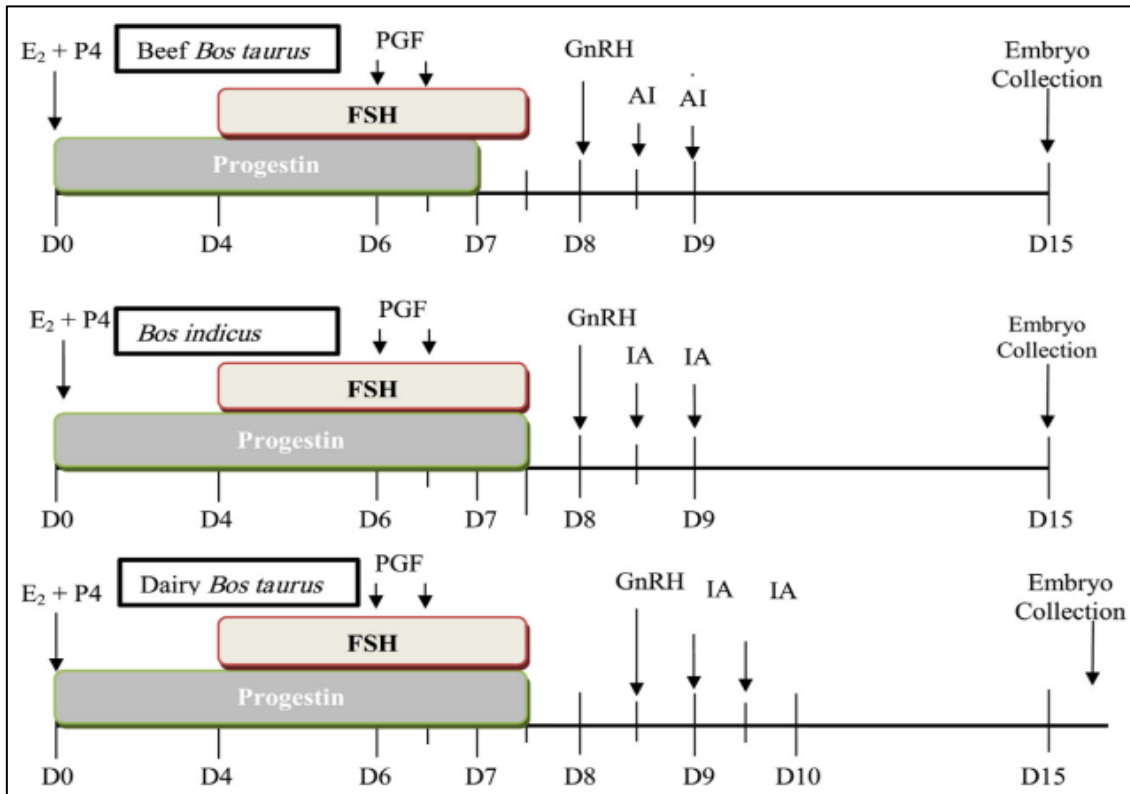 E₂ + P4
Beef Bos taurus
PGF
GnRH
AI
AI
Embryo
Collection
FSH
Progestin
D0 D4 D6 D7 D8 D9 D15
E₂ + P4
Bos indicus
PGF
GnRH
IA
IA
Embryo
Collection
FSH
Progestin
D0 D4 D6 D7 D8 D9 D15
E₂ + P4
Dairy Bos taurus
PGF
GnRH
IA
IA
Embryo
Collection
FSH
Progestin
D0 D4 D6 D7 D8 D9 D10 D15